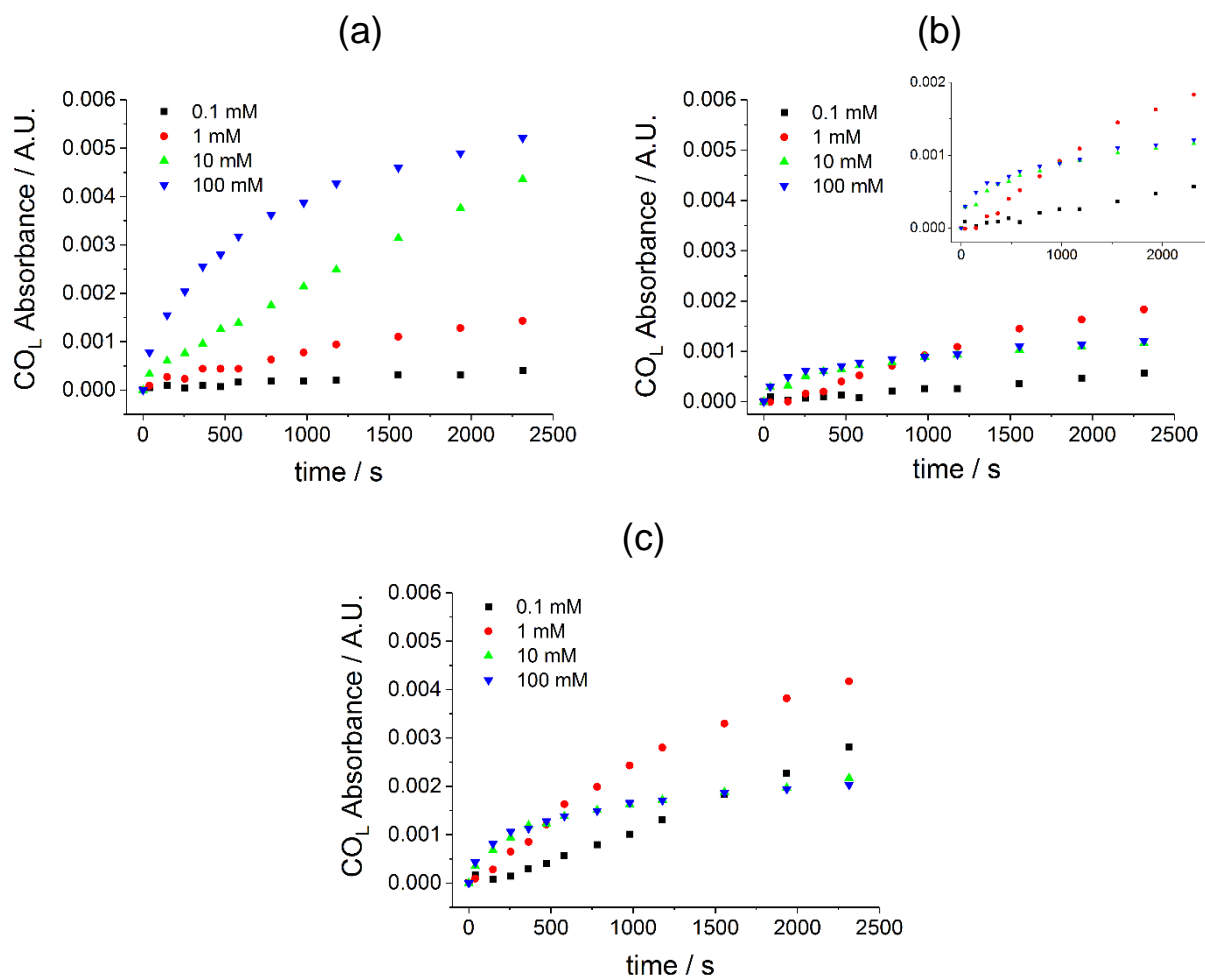 (a)
0.006
0.005
0.004
0.003
0.002
0.001
0.000
CO_L Absorbance / A.U.
0.1 mM
1 mM
10 mM
100 mM
0 500 1000 1500 2000 2500
time / s
(b)
0.006
0.005
0.004
0.003
0.002
0.001
0.000
CO_L Absorbance / A.U.
0.1 mM
1 mM
10 mM
100 mM
0.002
0.001
0.000
0 1000 2000
0 500 1000 1500 2000 2500
time / s
(c)
0.006
0.005
0.004
0.003
0.002
0.001
0.000
CO_L Absorbance / A.U.
0.1 mM
1 mM
10 mM
100 mM
0 500 1000 1500 2000 2500
time / s